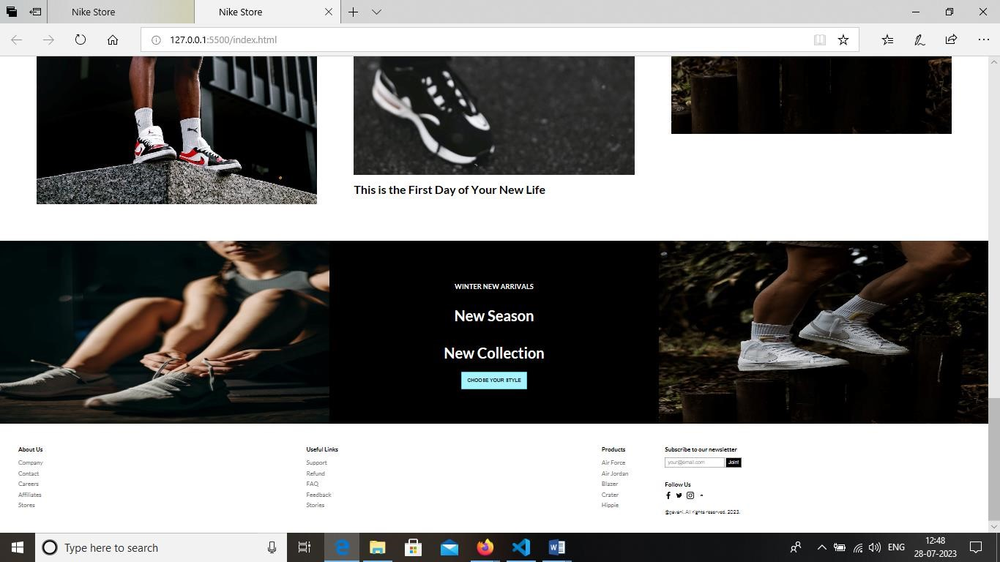 Nike Store
Nike Store
127.0.0.1:5500/index.html
This is the First Day of Your New Life
WINTER NEW ARRIVALS
New Season
New Collection
CHOOSE YOUR STYLE
About Us
Company
Contact
Careers
Affiliates
Stores
Useful Links
Support
Refund
FAQ
Feedback
Stories
Products
Air Force
Air Jordan
Blazer
Crater
Hippie
Subscribe to our newsletter
your@email.com Join!
Follow Us
@pavani. All rights reserved. 2023.
Type here to search
ENG
12:48
28-07-2023